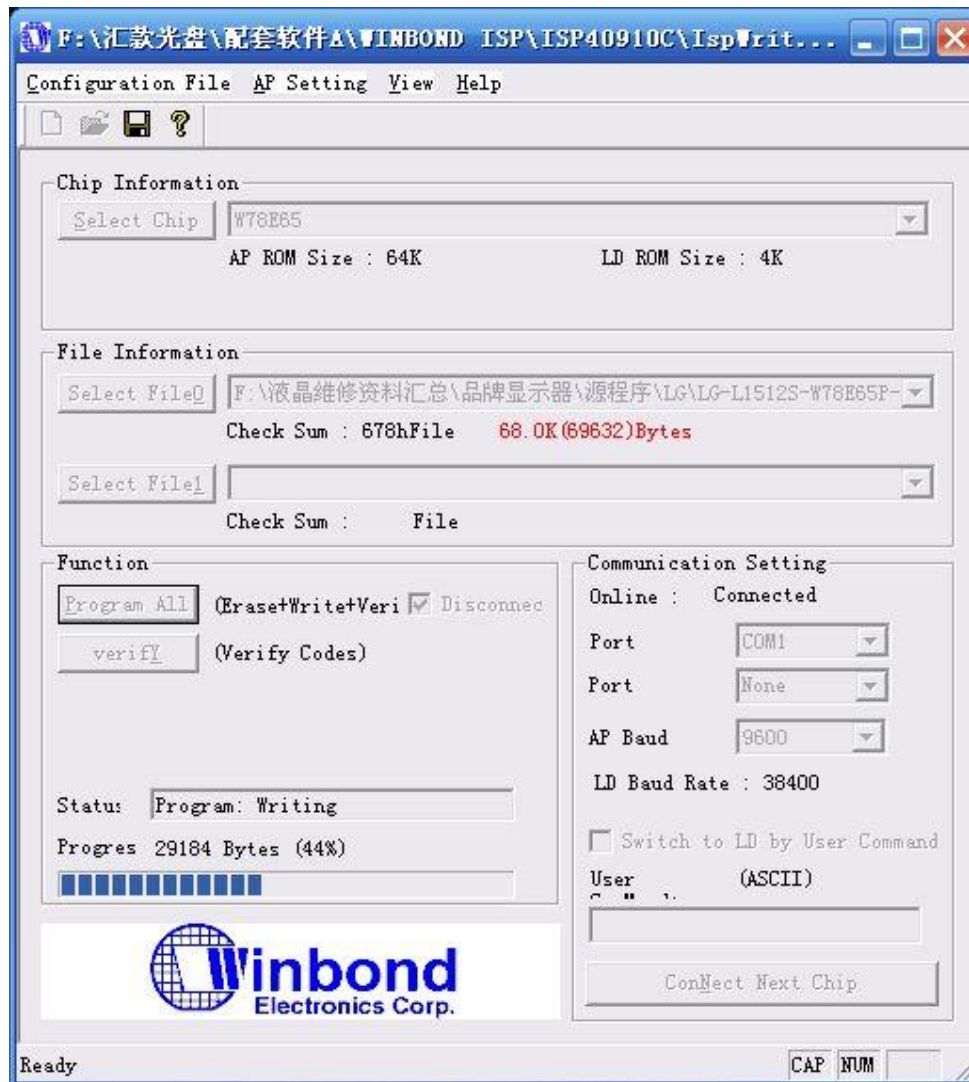 F:\汇款光盘\配套软件A\WINBOND ISP\ISP40910C\IspWrit...
Configuration File AP Setting View Help
Chip Information
Select Chip W78E65
AP ROM Size : 64K LD ROM Size : 4K
File Information
Select File0 F:\液晶维修资料汇总\品牌显示器\源程序\LG\LG-L1512S-W78E65P-
Check Sum : 678hFile 68.0K(69632)Bytes
Select File1
Check Sum : File
Function
Program All (Erase+Write+Veri Disconnec
verifY (Verify Codes)
Status Program: Writing
Progres 29184 Bytes (44%)
Communication Setting
Online : Connected
Port COM1
Port None
AP Baud 9600
LD Baud Rate : 38400
Switch to LD by User Command
User (ASCII)
ConNect Next Chip
Winbond
Electronics Corp.
Ready CAP NUM